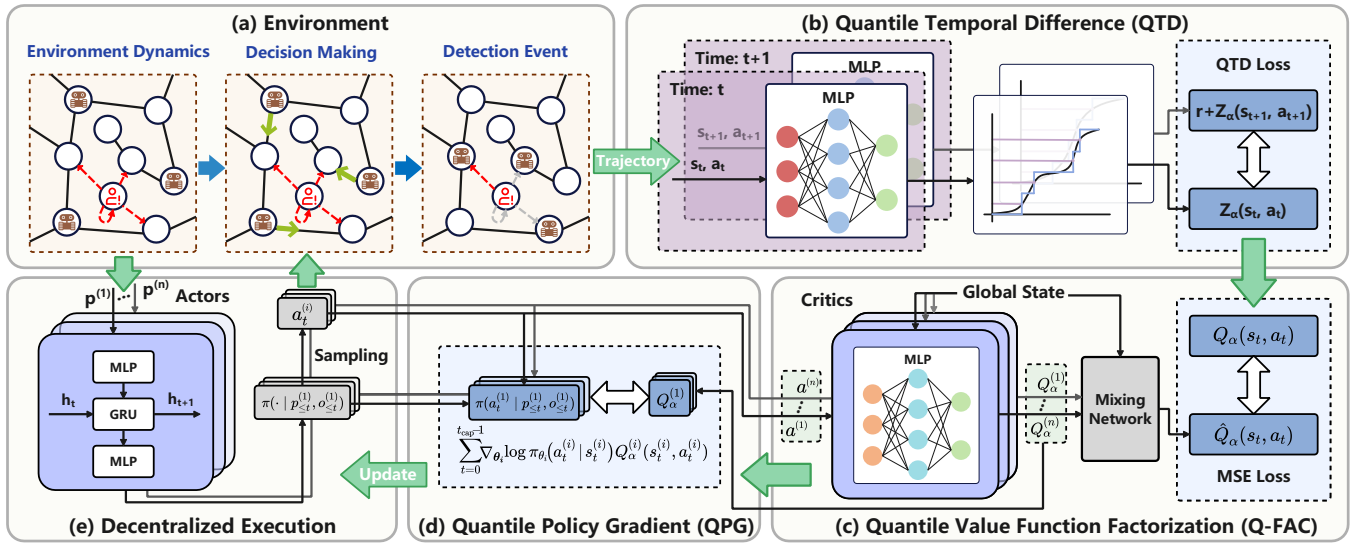 (a) Environment
Environment Dynamics
Decision Making
Detection Event
Trajectory
(b) Quantile Temporal Difference (QTD)
Time: t+1
MLP
Time: t
MLP
s_{t+1}, a_{t+1}
s_t, a_t
QTD Loss
r+Z_α(s_{t+1}, a_{t+1})
Z_α(s_t, a_t)
p^{(1)}
p^{(n)}
Actors
MLP
h_t
GRU
h_{t+1}
MLP
a_t^{(i)}
Sampling
π(· | p_{≤t}^{(1)}, o_{≤t}^{(1)})
(e) Decentralized Execution
Update
π(a_t^{(1)} | p_{≤t}^{(1)}, o_{≤t}^{(1)})
Q_α^{(1)}
\sum_{t=0}^{t_{cap}-1} ∇_{θ_i} log π_{θ_i}(a_t^{(i)} | s_t^{(i)}) Q_α^{(i)}(s_t^{(i)}, a_t^{(i)})
(d) Quantile Policy Gradient (QPG)
Critics
Global State
a^{(n)}
a^{(1)}
MLP
Q_α^{(1)}
Q_α^{(n)}
Mixing
Network
Q_α(s_t, a_t)
Q̂_α(s_t, a_t)
MSE Loss
(c) Quantile Value Function Factorization (Q-FAC)